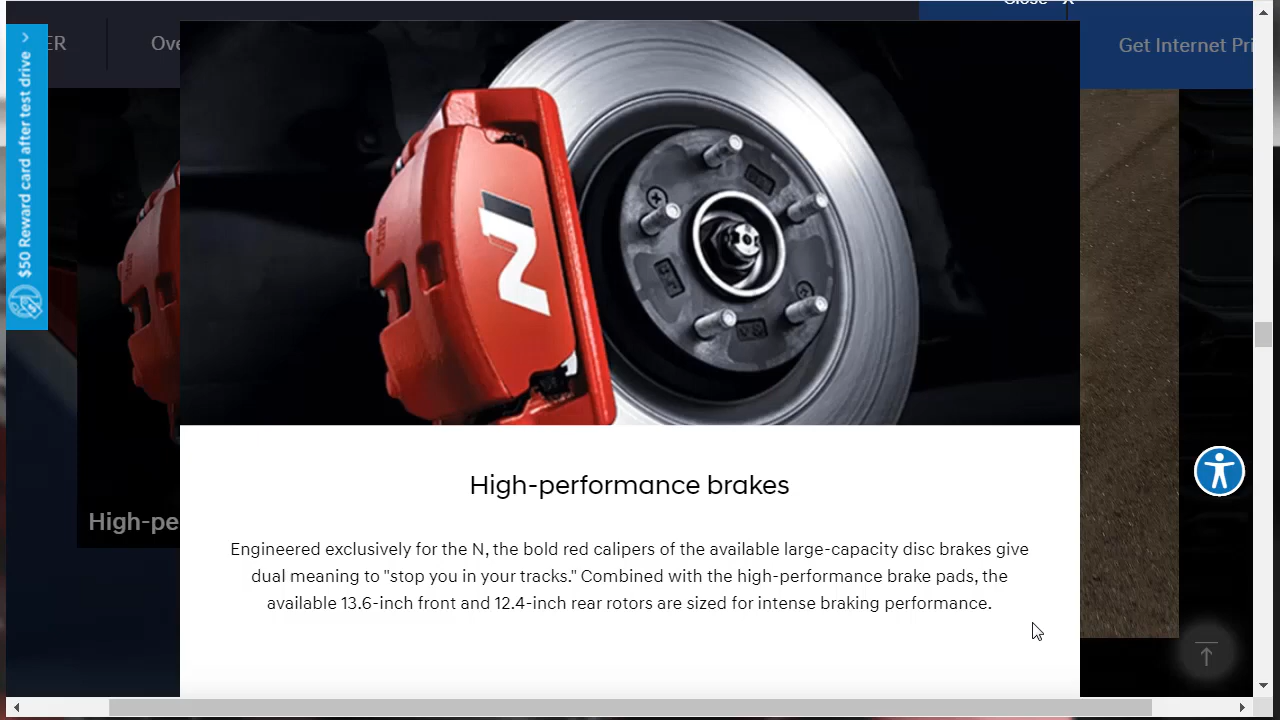 Close X
ER
Ove
Get Internet Pri
$50 Reward card after test drive
N
High-pe
High-performance brakes
Engineered exclusively for the N, the bold red calipers of the available large-capacity disc brakes give
dual meaning to "stop you in your tracks." Combined with the high-performance brake pads, the
available 13.6-inch front and 12.4-inch rear rotors are sized for intense braking performance.